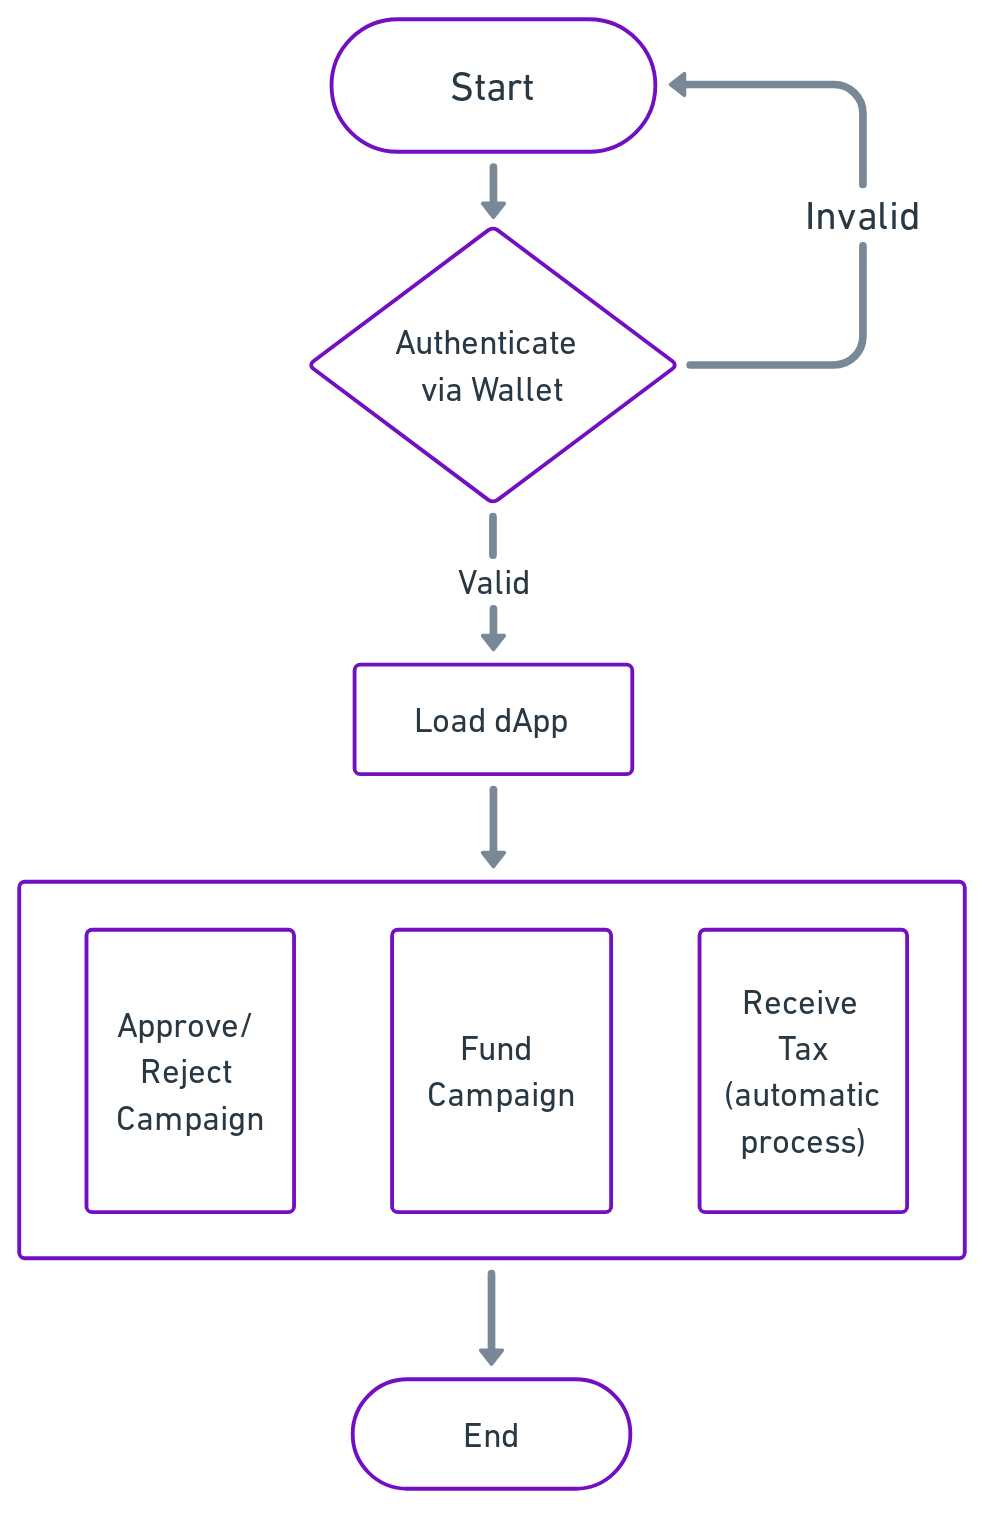 Start
Invalid
Authenticate
via Wallet
Valid
Load dApp
Approve/
Reject
Campaign
Fund
Campaign
Receive
Tax
(automatic
process)
End